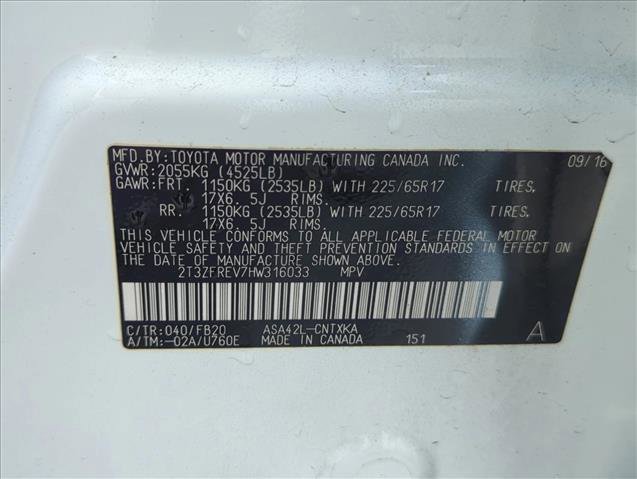 MFD.BY:TOYOTA MOTOR MANUFACTURING CANADA INC. 09/16
GVWR:2055KG (4525LB)
GAWR:FRT. 1150KG (2535LB) WITH 225/65R17 TIRES.
17X6.5J RIMS.
RR. 1150KG (2535LB) WITH 225/65R17 TIRES.
17X6.5J RIMS.
THIS VEHICLE CONFORMS TO ALL APPLICABLE FEDERAL MOTOR
VEHICLE SAFETY AND THEFT PREVENTION STANDARDS IN EFFECT ON
THE DATE OF MANUFACTURE SHOWN ABOVE.
2T3ZFREV7HW316033 MPV
C/TR:040/FB20 ASA42L-CNTXKA
A/TM:-02A/U760E MADE IN CANADA 151 A